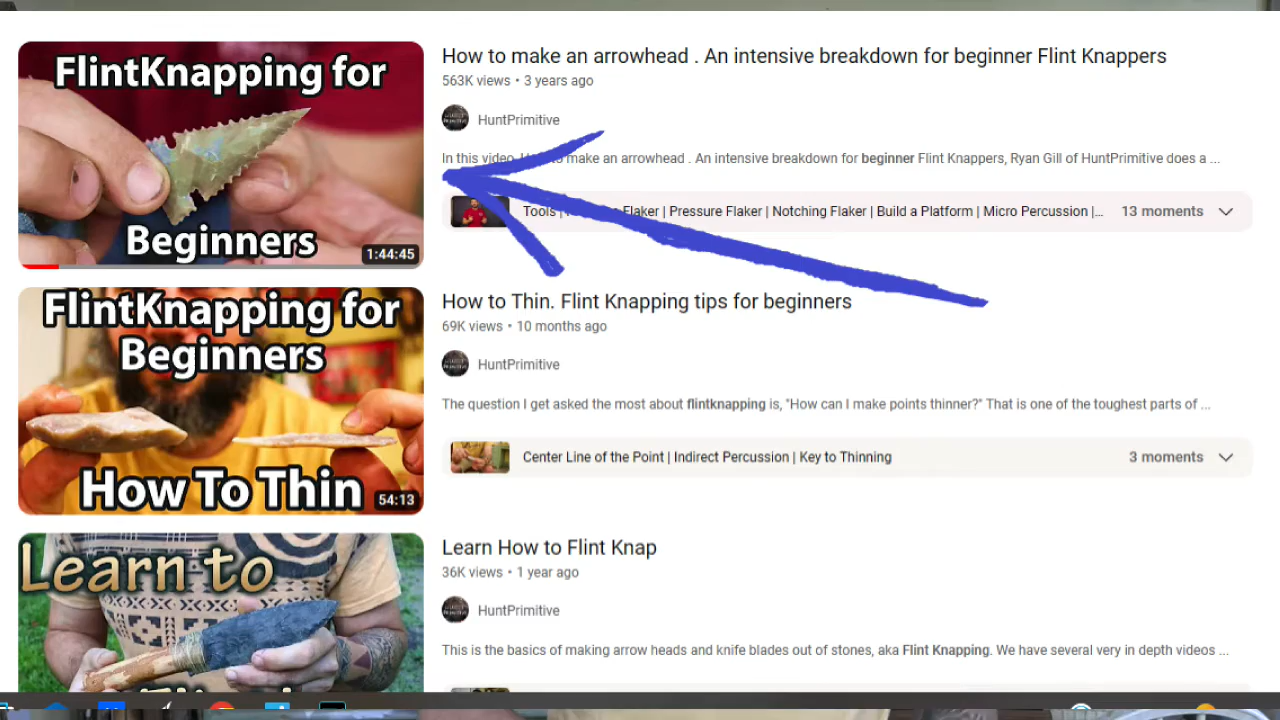 FlintKnapping for
Beginners
1:44:45
How to make an arrowhead . An intensive breakdown for beginner Flint Knappers
563K views • 3 years ago
HuntPrimitive
In this video make an arrowhead . An intensive breakdown for beginner Flint Knappers, Ryan Gill of HuntPrimitive does a ...
Tools | Flaker | Pressure Flaker | Notching Flaker | Build a Platform | Micro Percussion |...
13 moments
FlintKnapping for
Beginners
How To Thin
54:13
How to Thin. Flint Knapping tips for beginners
69K views • 10 months ago
HuntPrimitive
The question I get asked the most about flintknapping is, "How can I make points thinner?" That is one of the toughest parts of ...
Center Line of the Point | Indirect Percussion | Key to Thinning
3 moments
Learn to
Learn How to Flint Knap
36K views • 1 year ago
HuntPrimitive
This is the basics of making arrow heads and knife blades out of stones, aka Flint Knapping. We have several very in depth videos ...